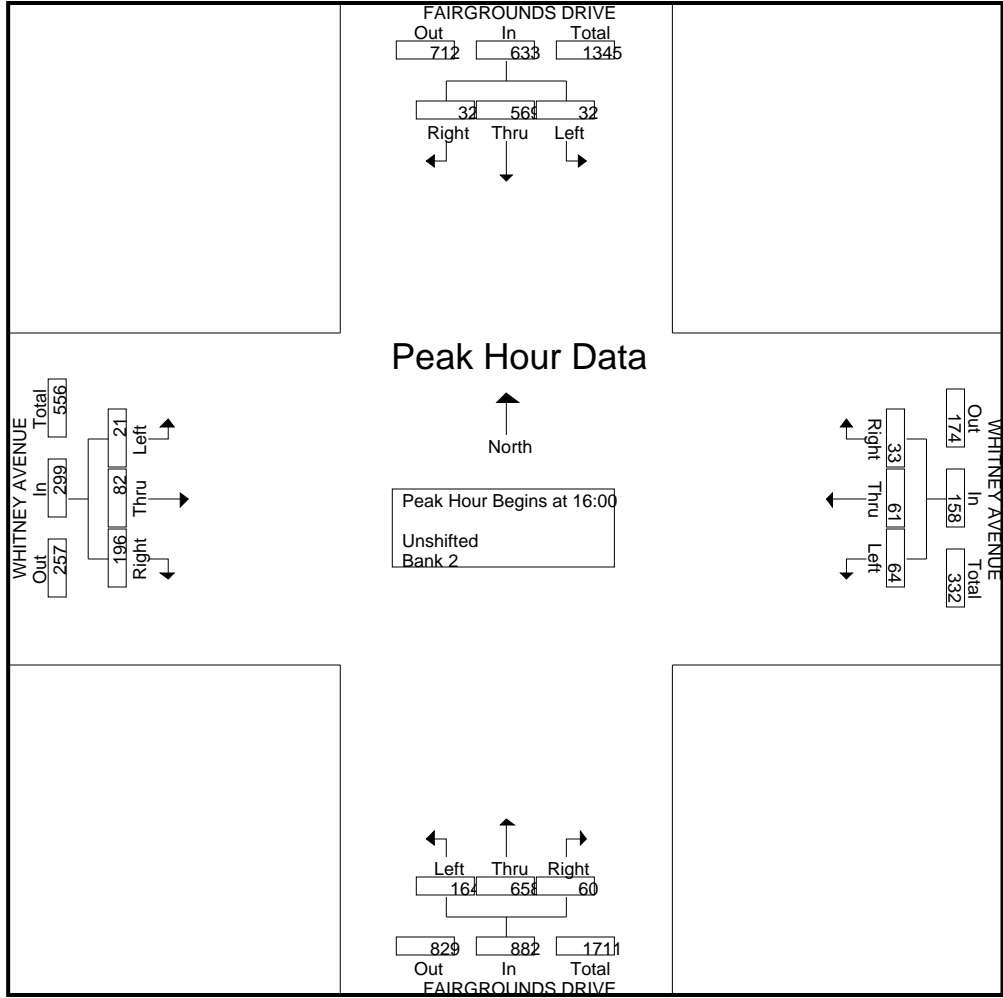 FAIRGROUNDS DRIVE
Out In Total
712 633 1345
32 569 32
Right Thru Left
Peak Hour Data
North
Peak Hour Begins at 16:00
Unshifted
Bank 2
WHITNEY AVENUE
Total In Out
556 299 257
21 82 196
Left Thru Right
WHITNEY AVENUE
Out In Total
174 158 332
33 61 64
Right Thru Left
Left Thru Right
164 658 60
829 882 1711
Out In Total
FAIRGROUNDS DRIVE